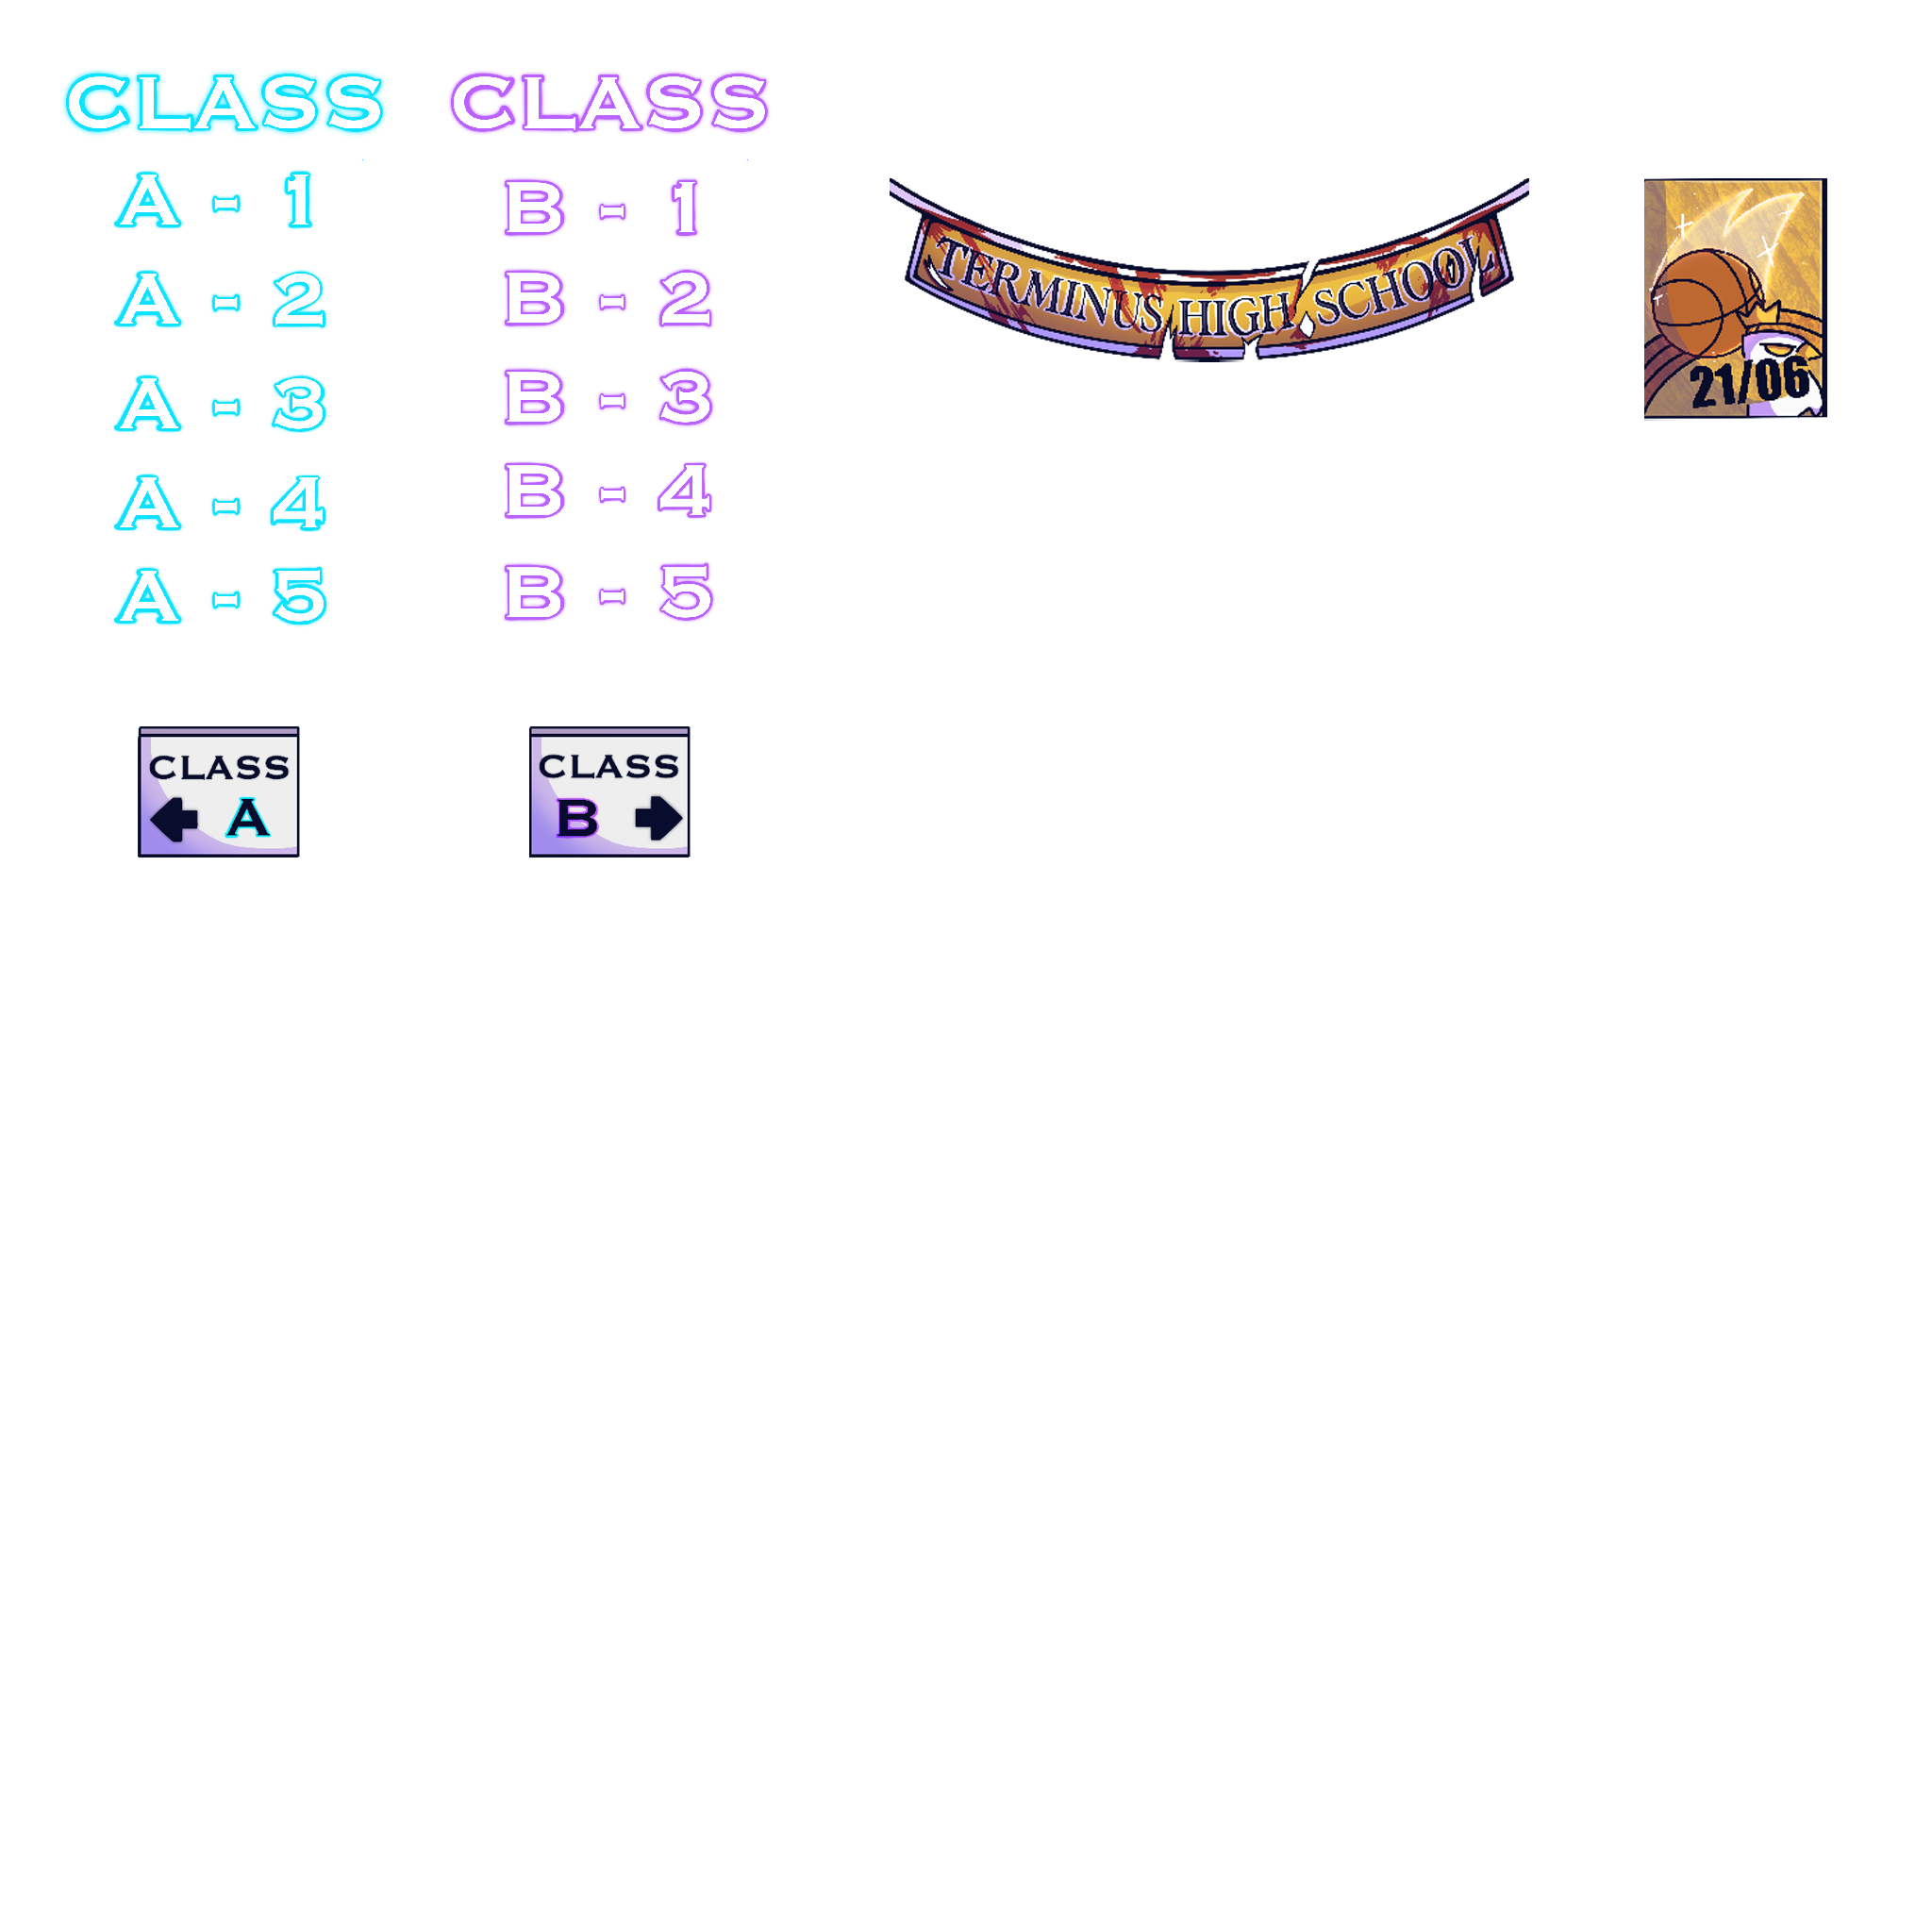 CLASS
A - 1
A - 2
A - 3
A - 4
A - 5
CLASS
B - 1
B - 2
B - 3
B - 4
B - 5
TERMINUS HIGH SCHOOL
21/06
CLASS
A
CLASS
B